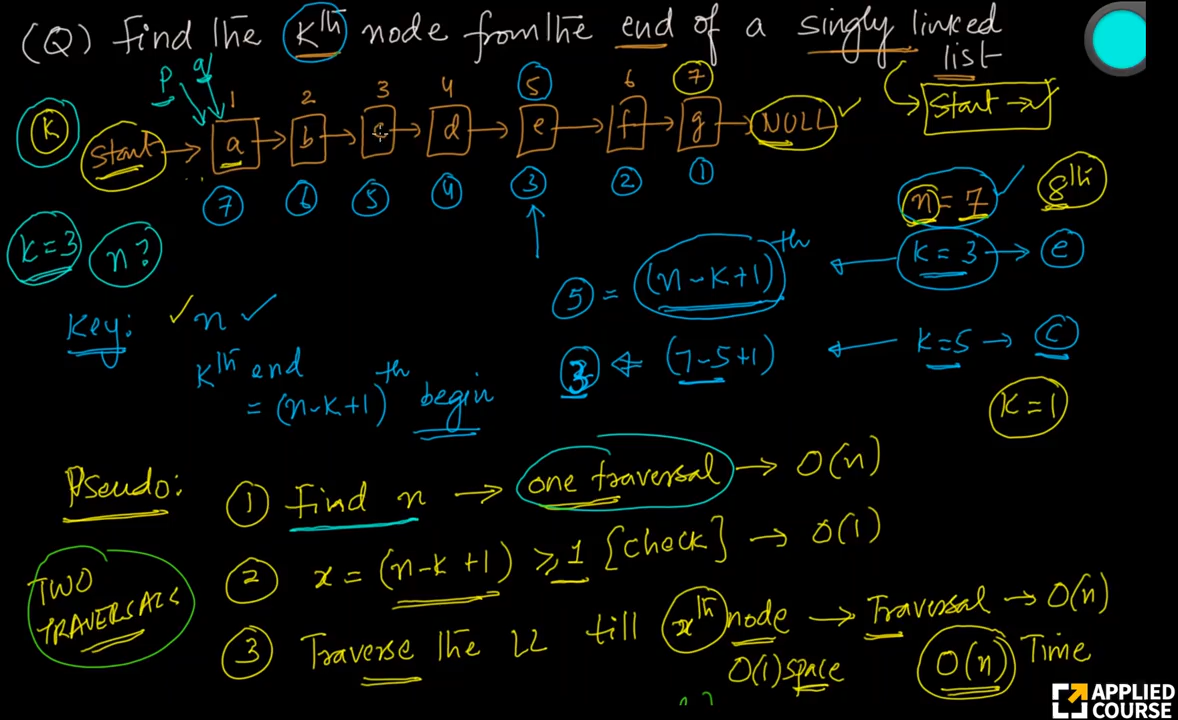 (Q) Find the Kth node from the end of a singly linked list
p q
1 2 3 4 5 6 7
K
Start → a → b → c → d → e → f → g → NULL ✓
Start → ✓
7 6 5 4 3 2 1
n = 7 ✓ 8th
k=3 n?
5 = (n-k+1)th ← k=3 → e
Key: ✓ n ✓
3 ⇐ (7-5+1) ← k=5 → c
Kth end
= (n-k+1)th begin
k=1
Pseudo: 1 Find n → one traversal → O(n)
2 x = (n-k+1) ≥1 [check] → O(1)
TWO TRAVERSALS
3 Traverse the LL till xth node → Traversal → O(n)
O(1) space O(n) Time
APPLIED
COURSE